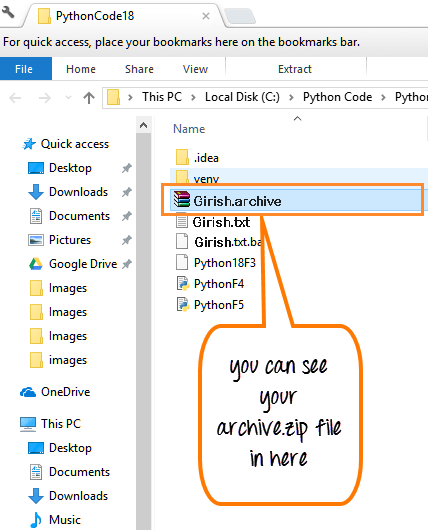 PythonCode18
For quick access, place your bookmarks here on the bookmarks bar.
File Home Share View Extract
This PC > Local Disk (C:) > Python Code > Python
Name
Quick access
Desktop
Downloads
Documents
Pictures
Google Drive
Images
Images
Images
images
OneDrive
This PC
Desktop
Documents
Downloads
Music
.idea
venv
Girish.archive
Girish.txt
Girish.txt.ba
Python18F3
PythonF4
PythonF5
you can see
your
archive.zip file
in here